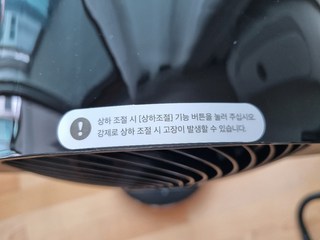 상하 조절 시 [상하조절] 기능 버튼을 눌러 주십시오.
강제로 상하 조절 시 고장이 발생할 수 있습니다.